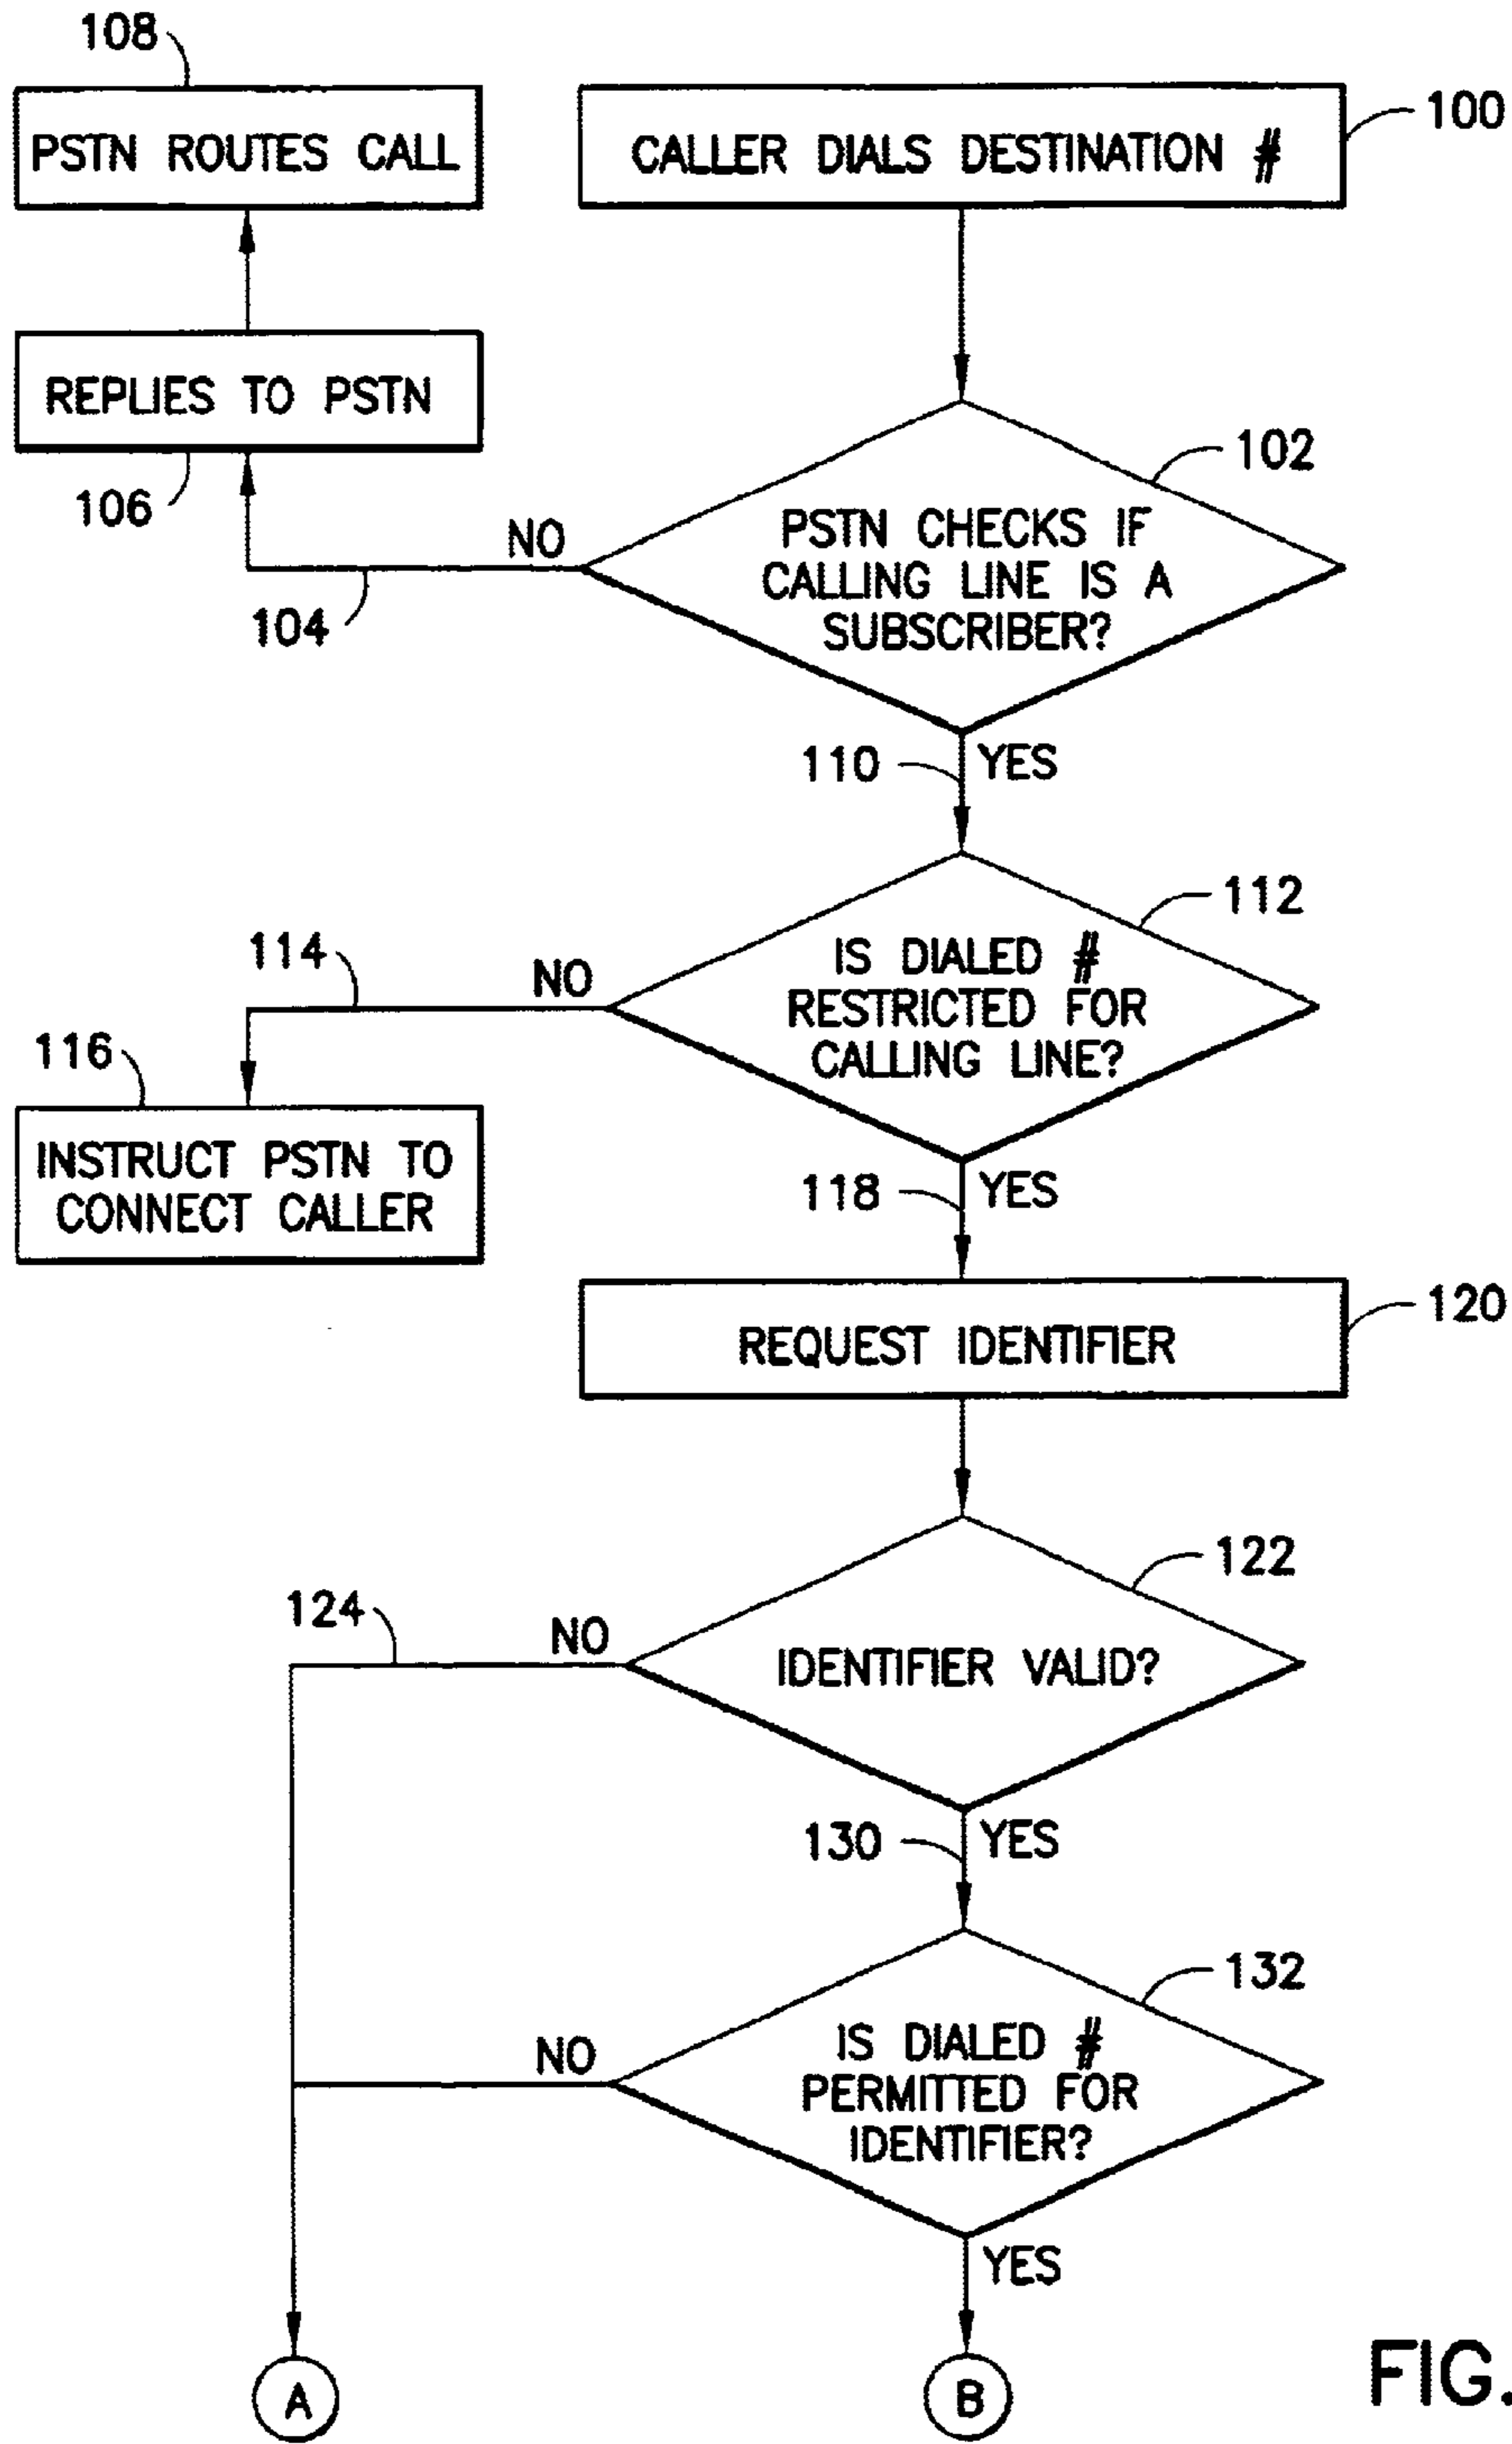 108
PSTN ROUTES CALL
100
CALLER DIALS DESTINATION #
REPLIES TO PSTN
106
102
PSTN CHECKS IF
CALLING LINE IS A
SUBSCRIBER?
NO
104
110
YES
112
IS DIALED #
RESTRICTED FOR
CALLING LINE?
114
NO
116
INSTRUCT PSTN TO
CONNECT CALLER
118
YES
120
REQUEST IDENTIFIER
122
124
NO
IDENTIFIER VALID?
130
YES
132
NO
IS DIALED #
PERMITTED FOR
IDENTIFIER?
YES
A
B
FIG.